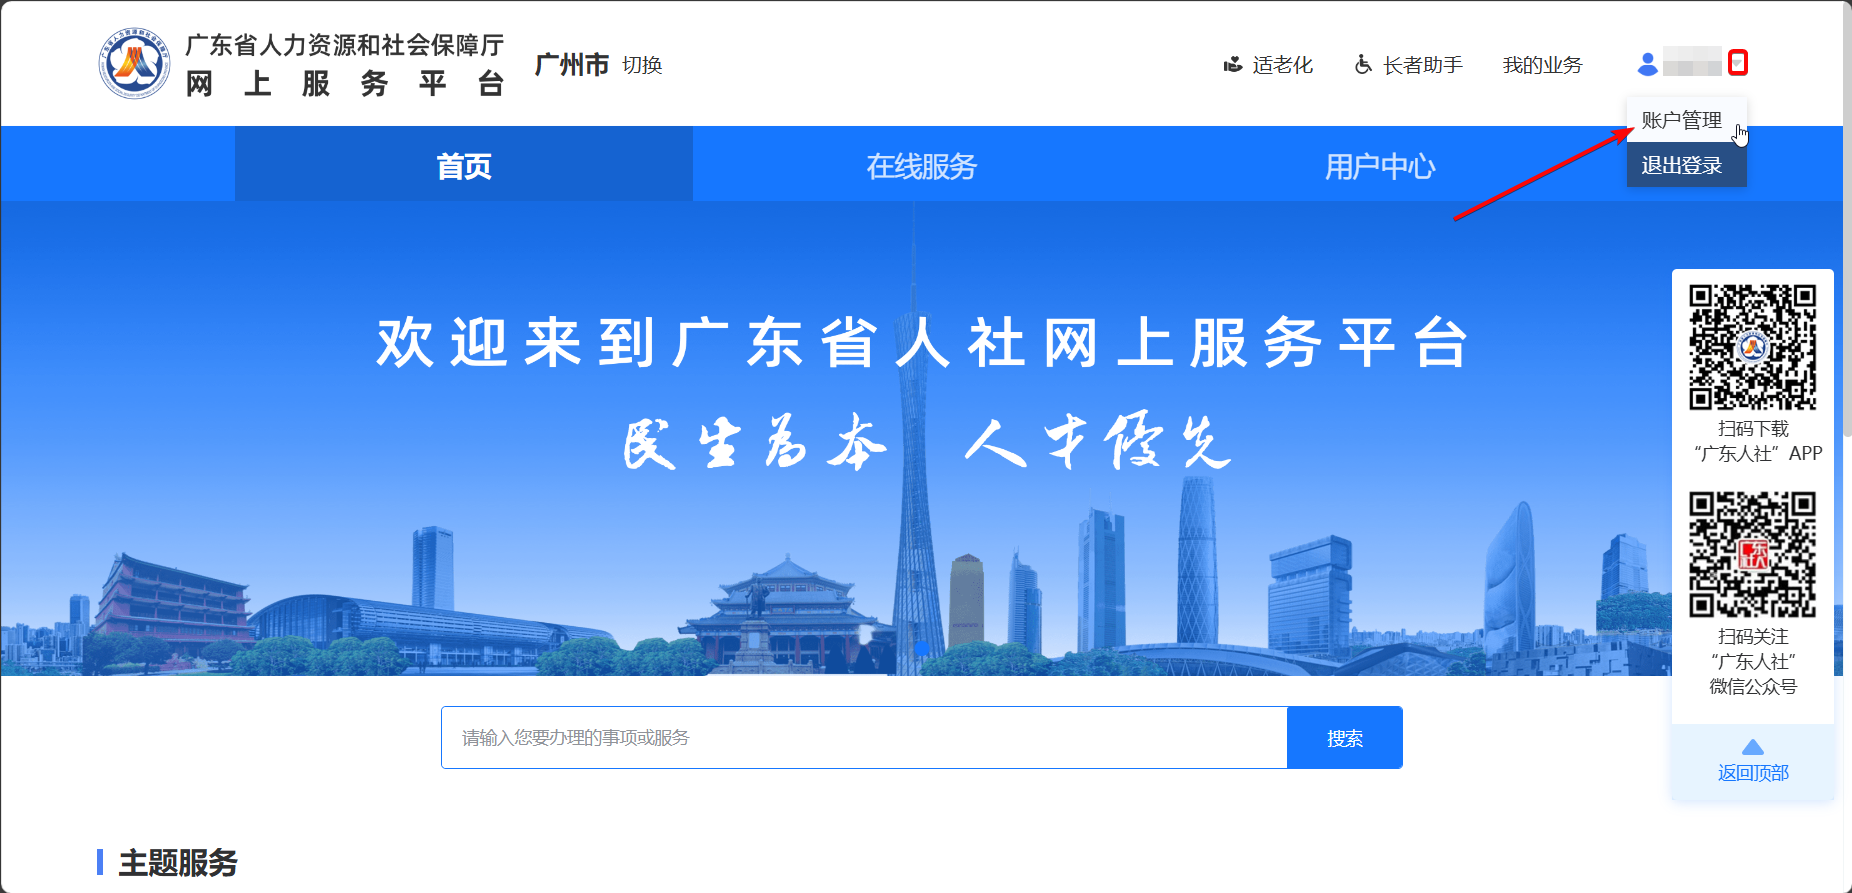 广东省人力资源和社会保障厅
网上服务平台
广州市 切换
适老化
长者助手
我的业务
账户管理
退出登录
首页
在线服务
用户中心
欢迎来到广东省人社网上服务平台
民生为本 人才優先
扫码下载
“广东人社”APP
扫码关注
“广东人社”
微信公众号
返回顶部
请输入您要办理的事项或服务
搜索
主题服务